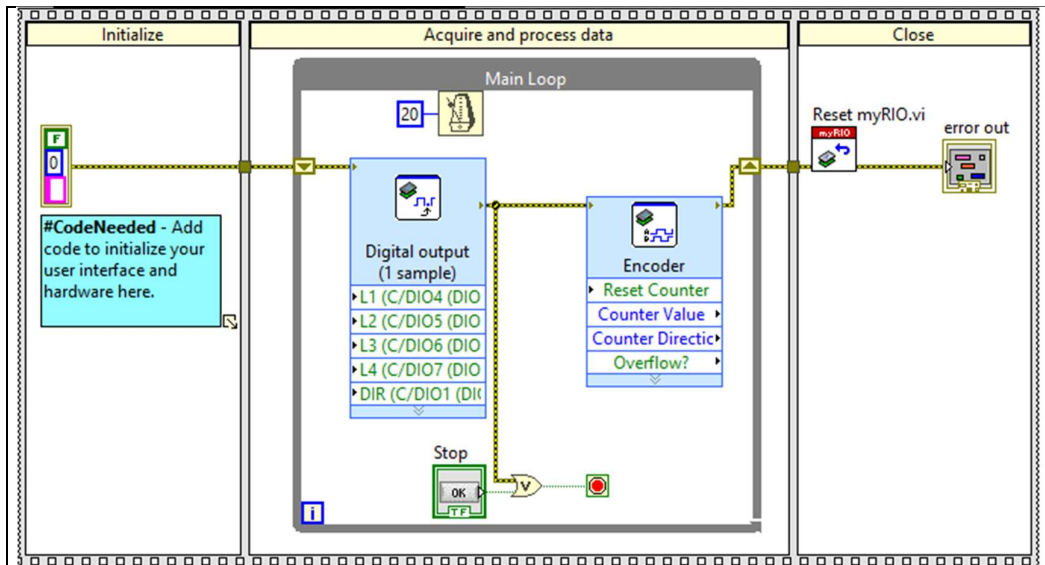 Initialize
Acquire and process data
Close
Main Loop
20
Reset myRIO.vi
myRIO
error out
F
0
#CodeNeeded - Add
code to initialize your
user interface and
hardware here.
Digital output
(1 sample)
L1 (C/DIO4 (DIO
L2 (C/DIO5 (DIO
L3 (C/DIO6 (DIO
L4 (C/DIO7 (DIO
DIR (C/DIO1 (DI
Encoder
Reset Counter
Counter Value
Counter Directic
Overflow?
Stop
OK
TF
V
i